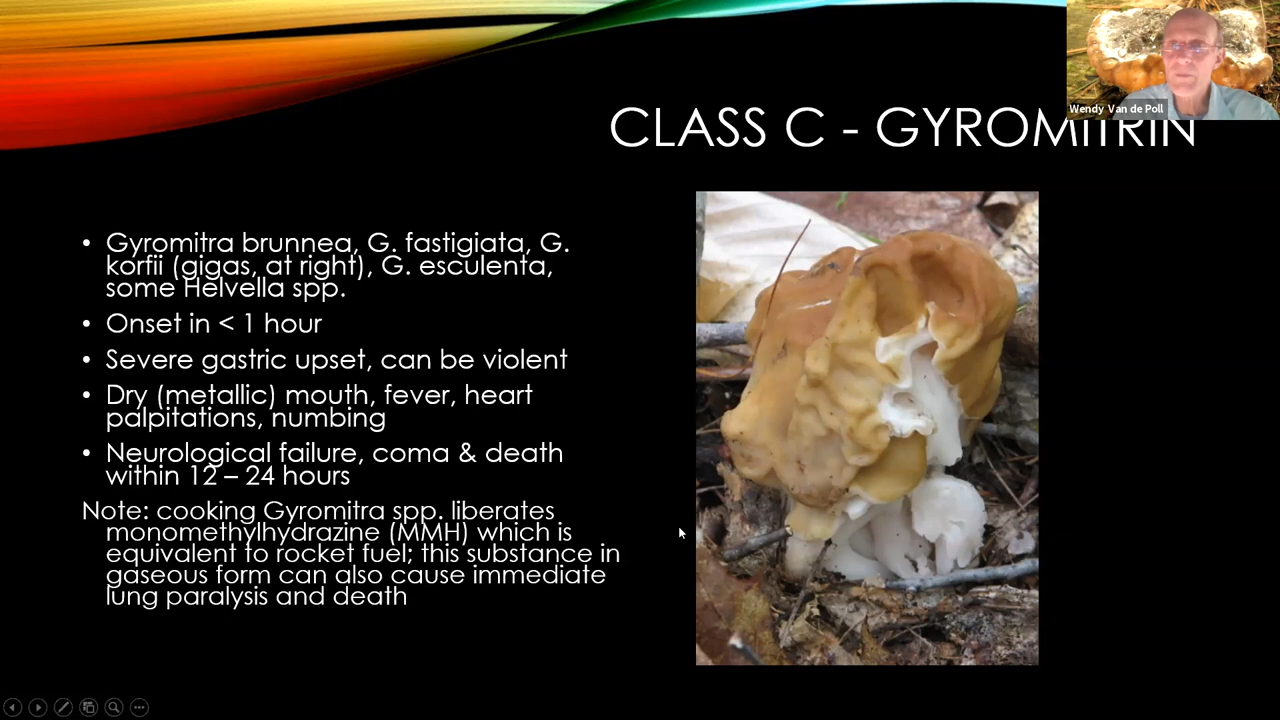 Wendy Van de Poll
CLASS C - GYROMITRIN
• Gyromitra brunnea, G. fastigiata, G.
korfii (gigas, at right), G. esculenta,
some Helvella spp.
• Onset in < 1 hour
• Severe gastric upset, can be violent
• Dry (metallic) mouth, fever, heart
palpitations, numbing
• Neurological failure, coma & death
within 12 – 24 hours
Note: cooking Gyromitra spp. liberates
monomethylhydrazine (MMH) which is
equivalent to rocket fuel; this substance in
gaseous form can also cause immediate
lung paralysis and death